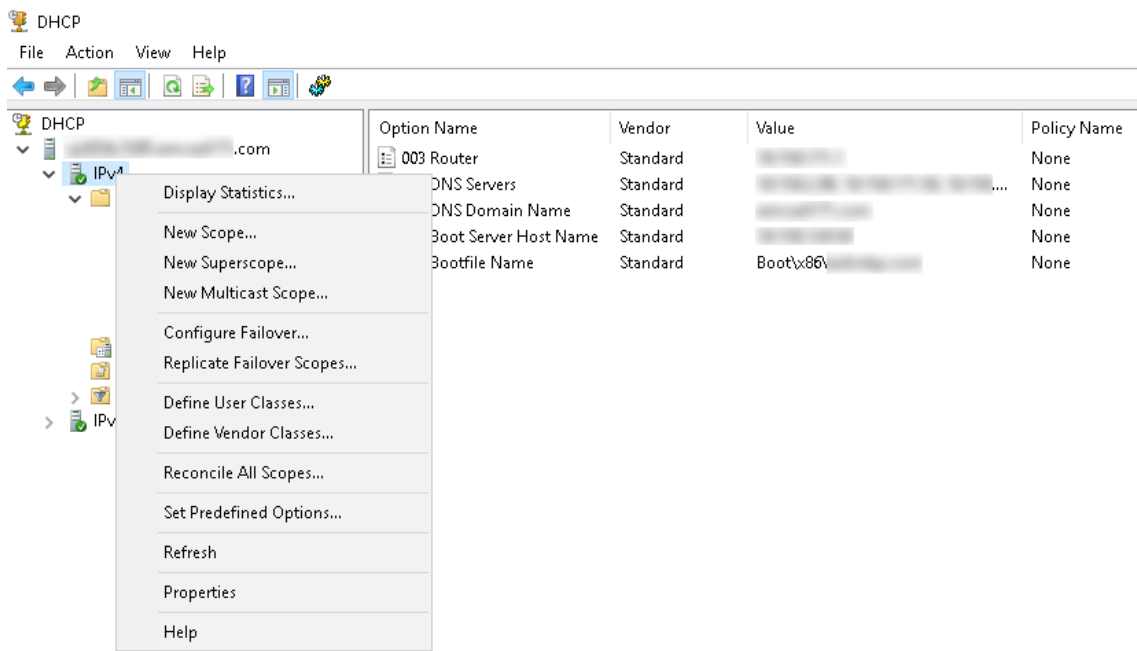 DHCP
File Action View Help
DHCP
.com
IPv4
IPv
Option Name Vendor Value Policy Name
003 Router Standard None
DNS Servers Standard .... None
DNS Domain Name Standard None
Boot Server Host Name Standard None
Bootfile Name Standard Boot\x86\ None
Display Statistics...
New Scope...
New Superscope...
New Multicast Scope...
Configure Failover...
Replicate Failover Scopes...
Define User Classes...
Define Vendor Classes...
Reconcile All Scopes...
Set Predefined Options...
Refresh
Properties
Help